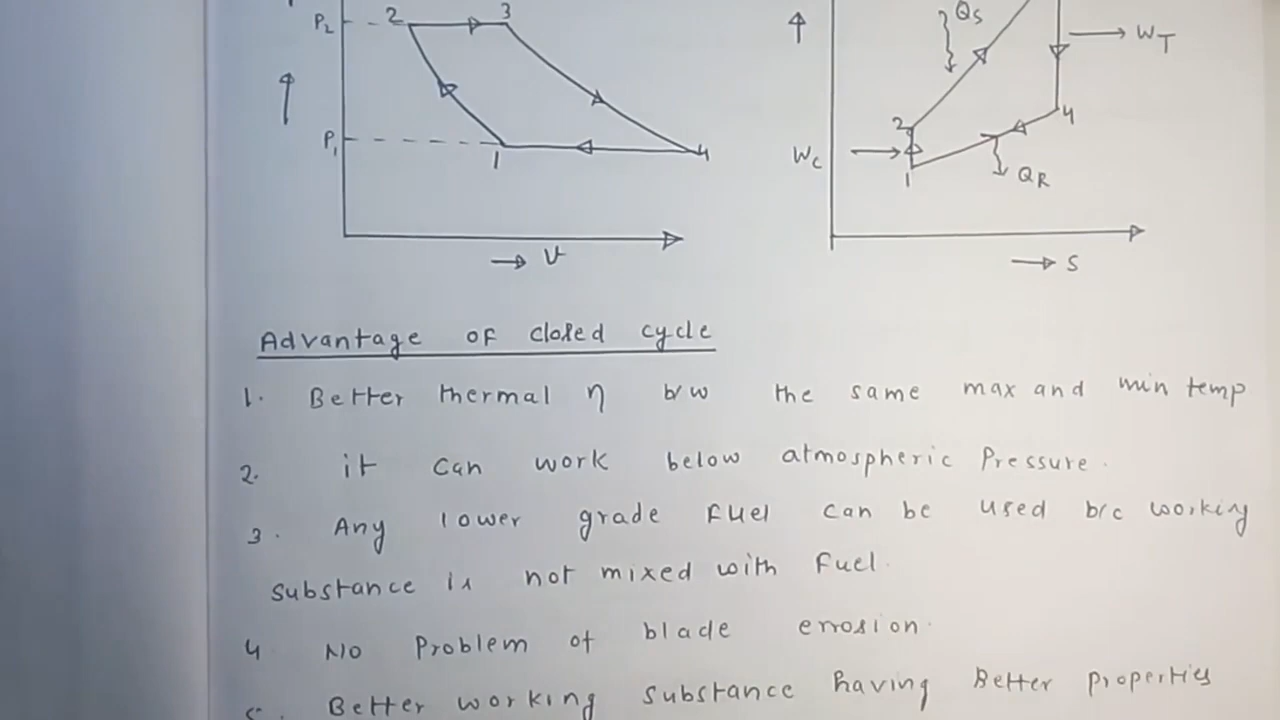 P2
2
3
P1
1
4
→ V
Qs
WT
2
4
Wc
1
QR
→ S
Advantage of closed cycle
1. Better thermal η b/w the same max and min temp
2. it can work below atmospheric Pressure.
3. Any lower grade fuel can be used b/c working
substance is not mixed with fuel.
4 No Problem of blade errosion.
5. Better working substance having Better properties